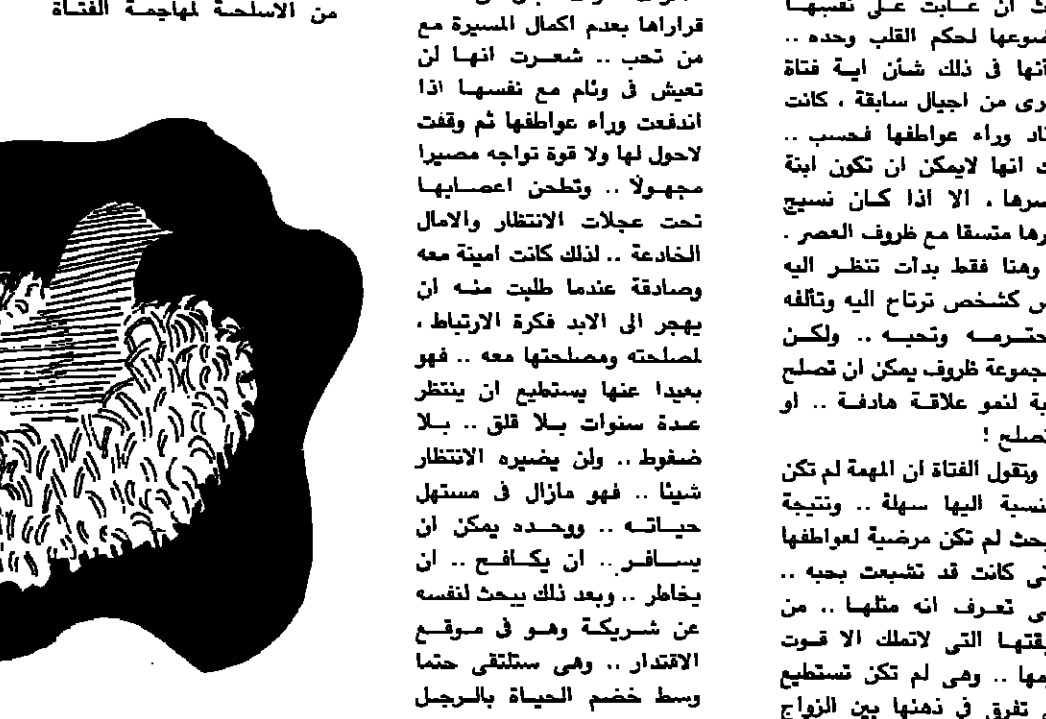 ان عابت على نفسها
لحكم القلب وحده ..
فى ذلك شأن اية فتاة
من اجيال سابقة ، كانت
وراء عواطفها فحسب ..
انها لايمكن ان تكون ابنة
الا اذا كان نسيج
متسقا مع ظروف العصر .
وهنا فقط بدأت تنظر اليه
كشخص ترتاح اليه وتألفه
وتحبه .. ولكن
ظروف يمكن ان تصلح
لنمو علاقة هادفة .. او
تصلح !
وتقول الفتاة ان المهمة لم تكن
اليها سهلة .. ونتيجة
لم تكن مرضية لعواطفها
كانت قد تشبعت بحبه ..
تعرف انه مثلها .. من
التى لاتملك الا قوت
.. وهى لم تكن تستطيع
تفرق فى ذهنها بين الزواج
قراراها بعدم اكمال المسيرة مع
من تحب .. شعرت انها لن
تعيش فى وئام مع نفسها اذا
اندفعت وراء عواطفها ثم وقفت
لاحول لها ولا قوة تواجه مصيرا
مجهولا .. وتطحن اعصابها
تحت عجلات الانتظار والامال
الخادعة .. لذلك كانت امينة معه
وصادقة عندما طلبت منه ان
يهجر الى الابد فكرة الارتباط ،
لمصلحته ومصلحتها معه .. فهو
بعيدا عنها يستطيع ان ينتظر
عدة سنوات بلا قلق .. بلا
ضغوط .. ولن يضيره الانتظار
شيئا .. فهو مازال فى مستهل
حياته .. ووحده يمكن ان
يسافر .. ان يكافح .. ان
يخاطر .. وبعد ذلك يبحث لنفسه
عن شريكة وهو فى موقع
الاقتدار .. وهى ستلتقى حتما
وسط خضم الحياة بالرجل
من الاسلحة لمهاجمة الفتاة